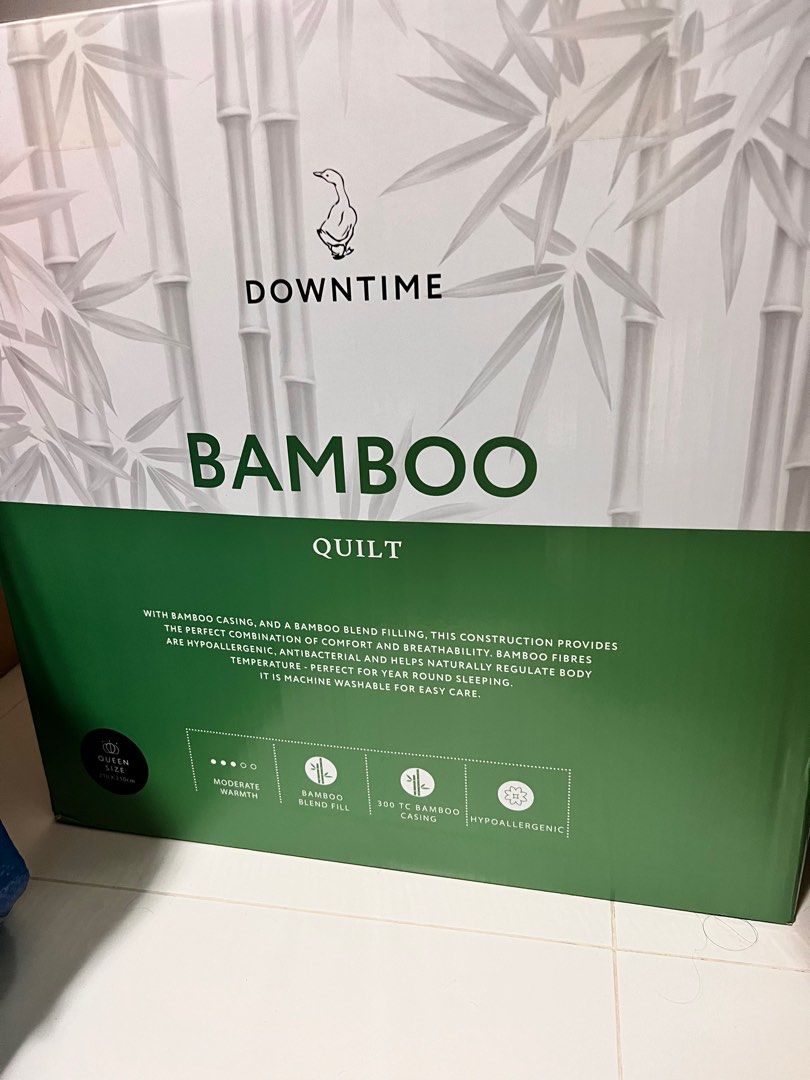 DOWNTIME
BAMBOO
QUILT
WITH BAMBOO CASING, AND A BAMBOO BLEND FILLING, THIS CONSTRUCTION PROVIDES
THE PERFECT COMBINATION OF COMFORT AND BREATHABILITY. BAMBOO FIBRES
ARE HYPOALLERGENIC, ANTIBACTERIAL AND HELPS NATURALLY REGULATE BODY
TEMPERATURE - PERFECT FOR YEAR ROUND SLEEPING.
IT IS MACHINE WASHABLE FOR EASY CARE.
QUEEN
SIZE
210 X 210cm
MODERATE
WARMTH
BAMBOO
BLEND FILL
300 TC BAMBOO
CASING
HYPOALLERGENIC